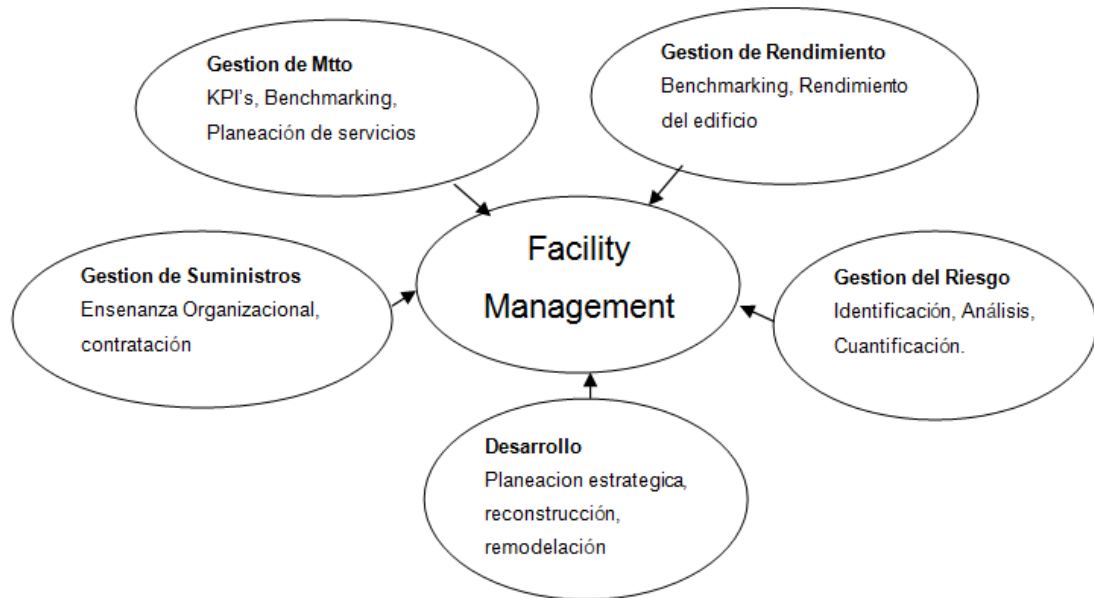 Gestion de Mtto
KPI's, Benchmarking,
Planeación de servicios
Gestion de Rendimiento
Benchmarking, Rendimiento
del edificio
Facility
Management
Gestion de Suministros
Ensenanza Organizacional,
contratación
Gestion del Riesgo
Identificación, Análisis,
Cuantificación.
Desarrollo
Planeacion estrategica,
reconstrucción,
remodelación